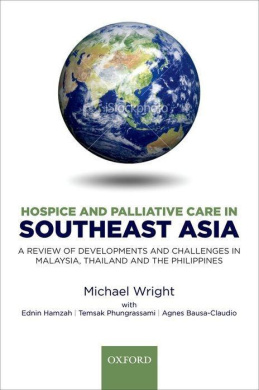 iStockphoto
HOSPICE AND PALLIATIVE CARE IN
SOUTHEAST ASIA
A REVIEW OF DEVELOPMENTS AND CHALLENGES IN
MALAYSIA, THAILAND AND THE PHILIPPINES
Michael Wright
with
Ednin Hamzah | Temsak Phungrassami | Agnes Bausa-Claudio
OXFORD